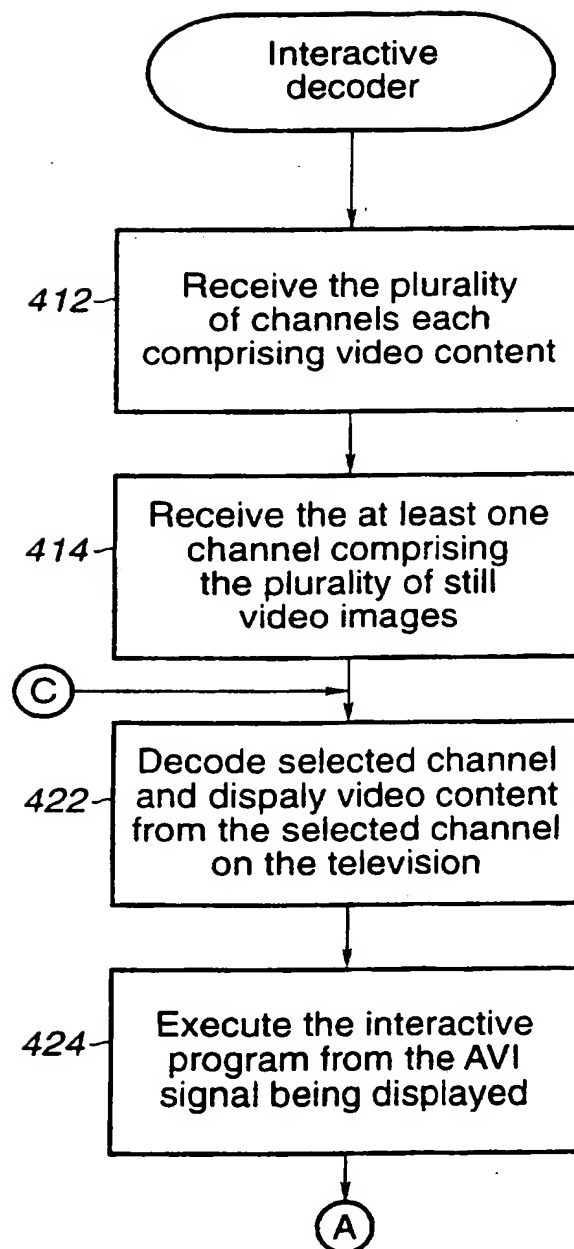 Interactive
decoder
412
Receive the plurality
of channels each
comprising video content
414
Receive the at least one
channel comprising
the plurality of still
video images
C
422
Decode selected channel
and dispaly video content
from the selected channel
on the television
424
Execute the interactive
program from the AVI
signal being displayed
A